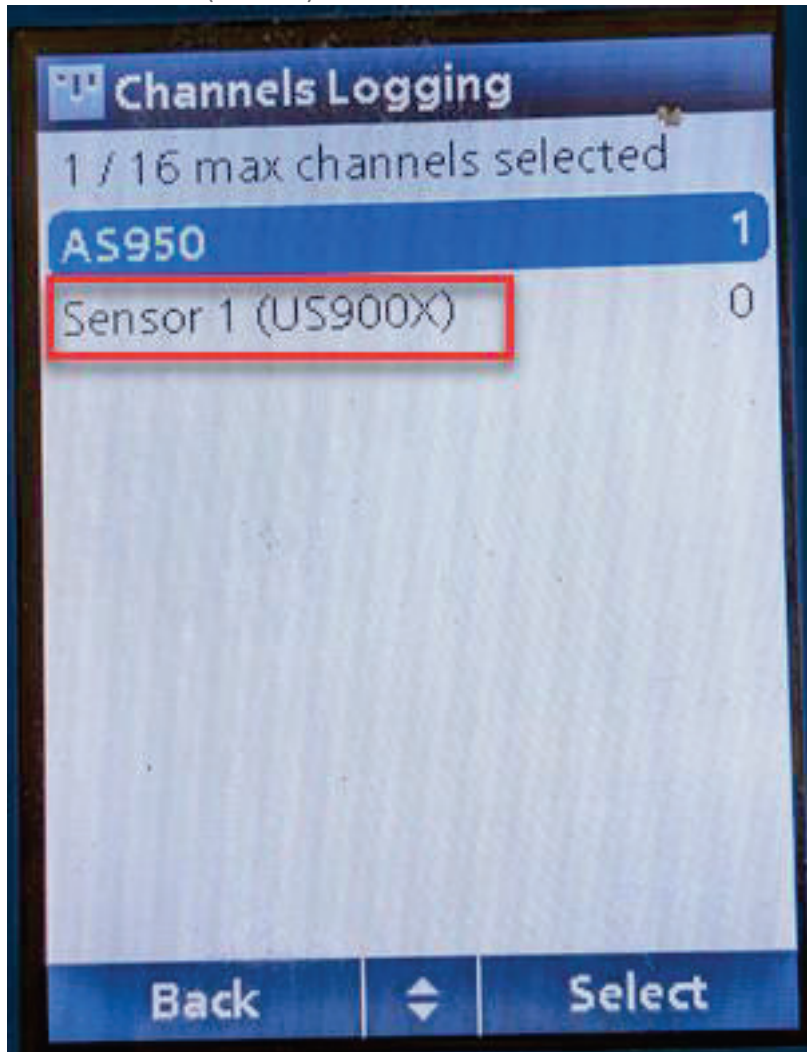 Channels Logging
1 / 16 max channels selected
AS950 1
Sensor 1 (US900X) 0
Back Select